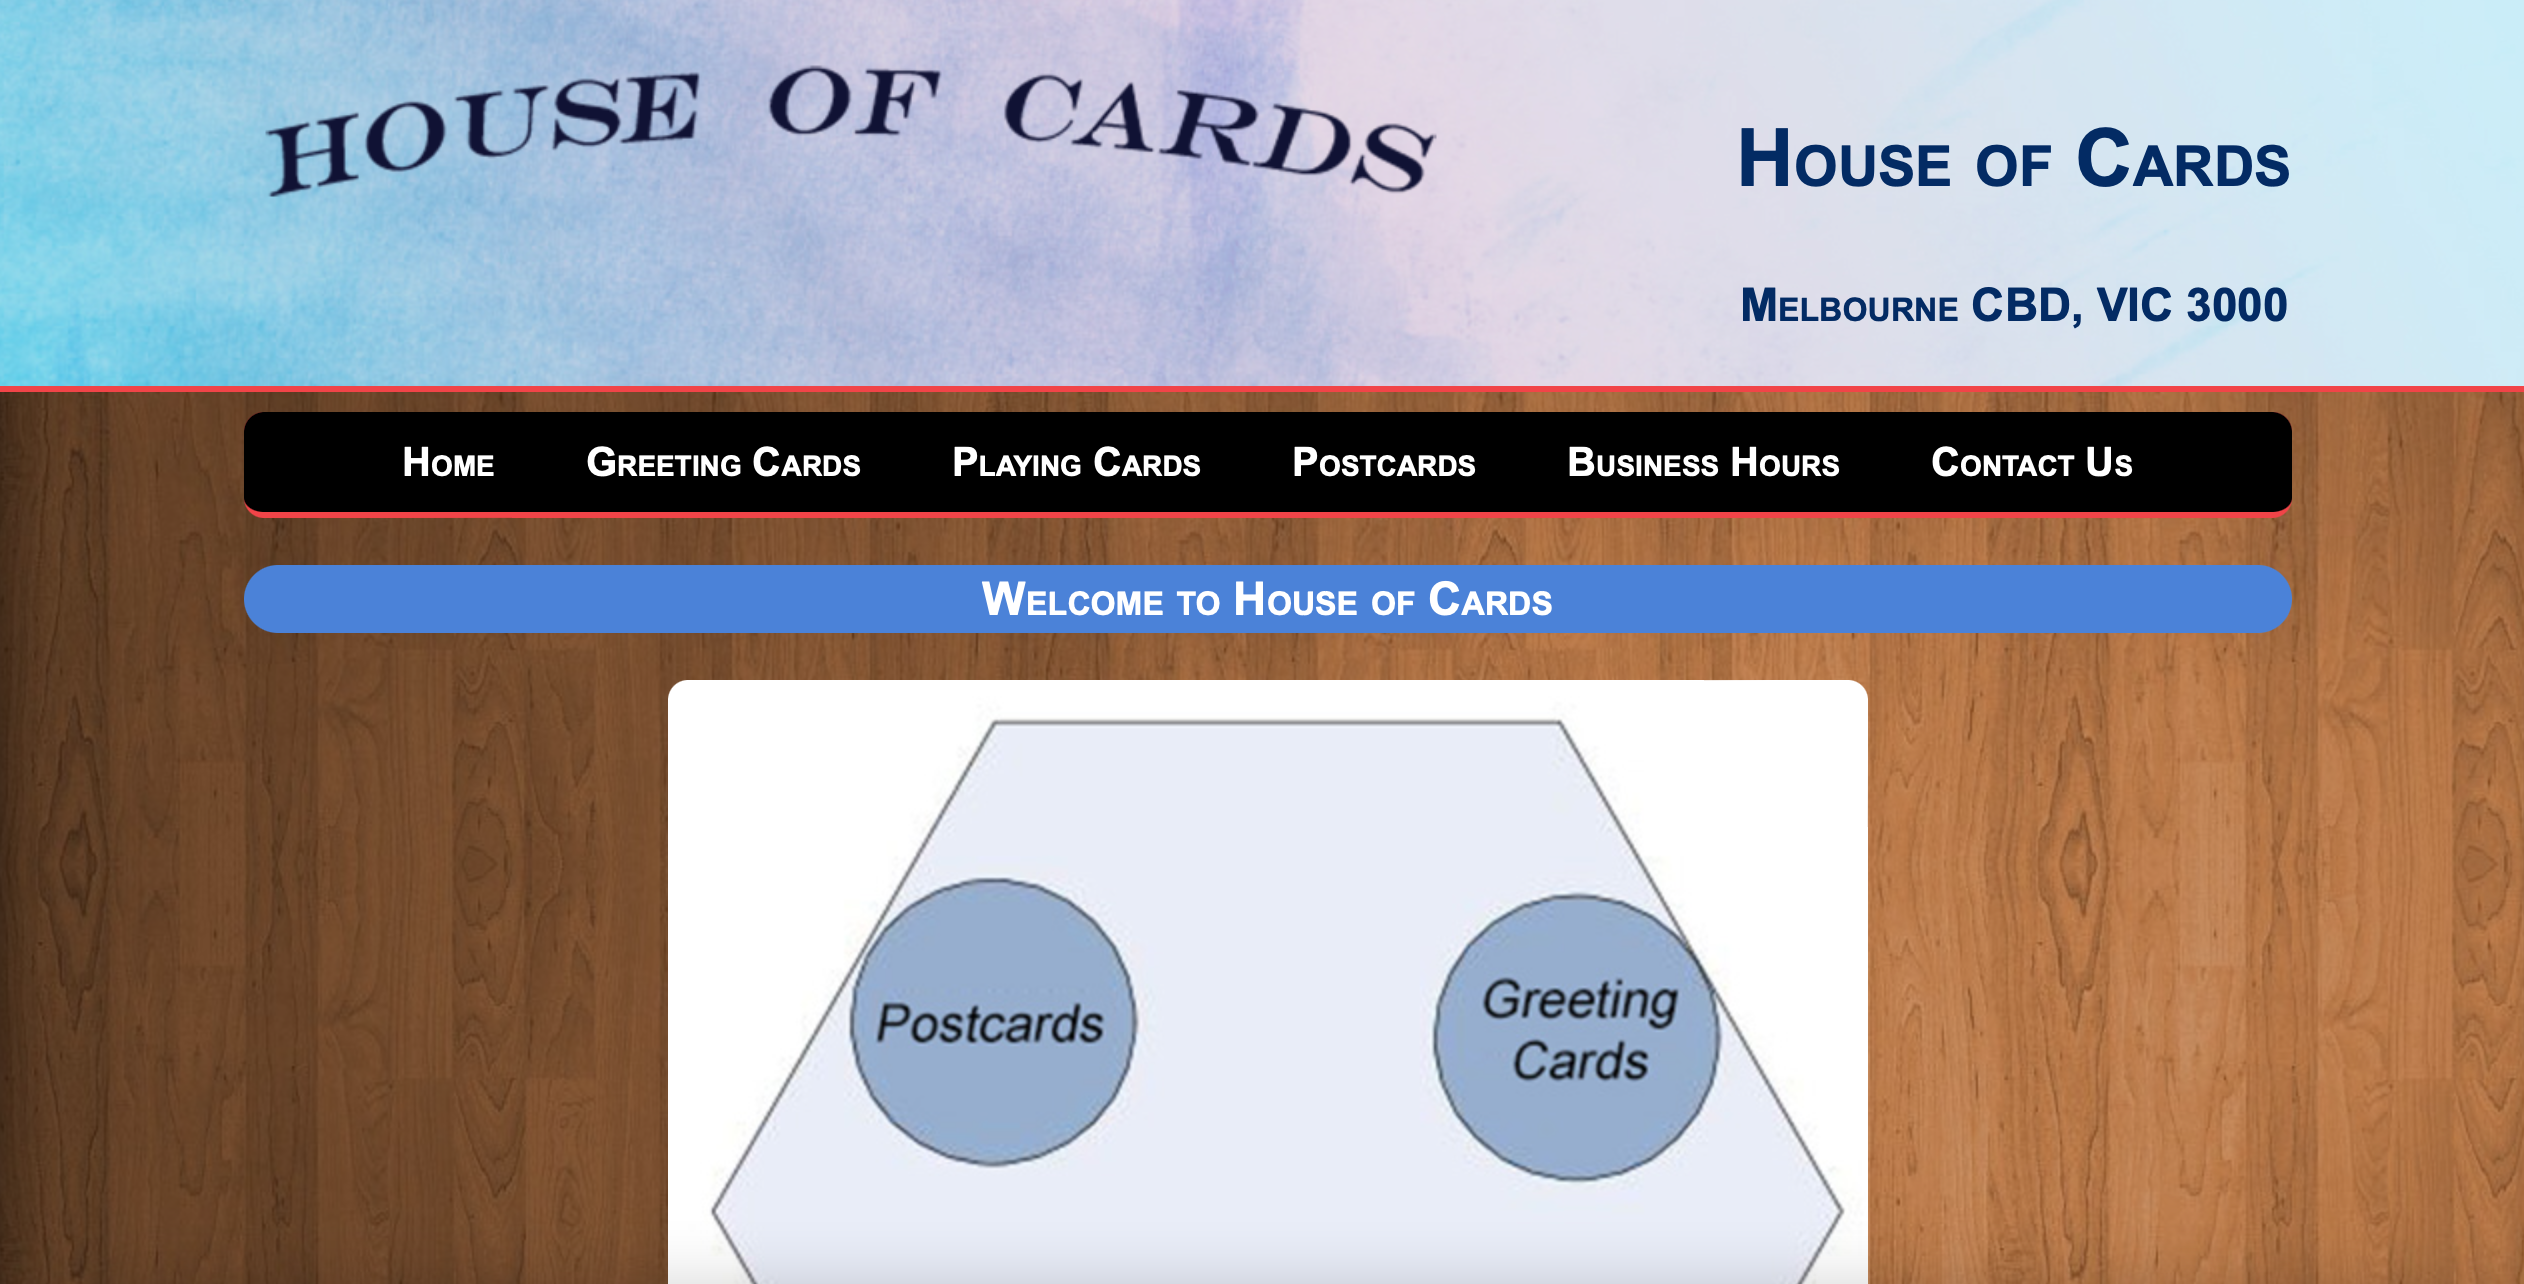 HOUSE OF CARDS
House of Cards
Melbourne CBD, VIC 3000
Home Greeting Cards Playing Cards Postcards Business Hours Contact Us
Welcome to House of Cards
Postcards
Greeting
Cards